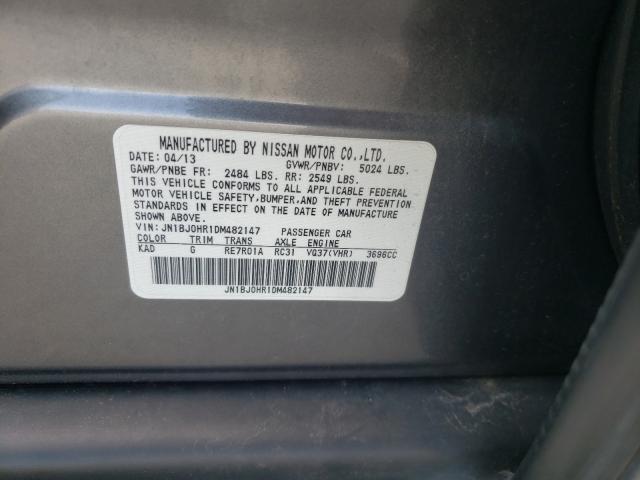 MANUFACTURED BY NISSAN MOTOR CO.,LTD.
DATE: 04/13 GVWR/PNBV: 5024 LBS.
GAWR/PNBE FR: 2484 LBS. RR: 2549 LBS.
THIS VEHICLE CONFORMS TO ALL APPLICABLE FEDERAL
MOTOR VEHICLE SAFETY,BUMPER,AND THEFT PREVENTION
STANDARDS IN EFFECT ON THE DATE OF MANUFACTURE
SHOWN ABOVE.
VIN: JN1BJ0HR1DM482147 PASSENGER CAR
COLOR TRIM TRANS AXLE ENGINE
KAD G RE7R01A RC31 VQ37(VHR) 3696CC
JN1BJ0HR1DM482147